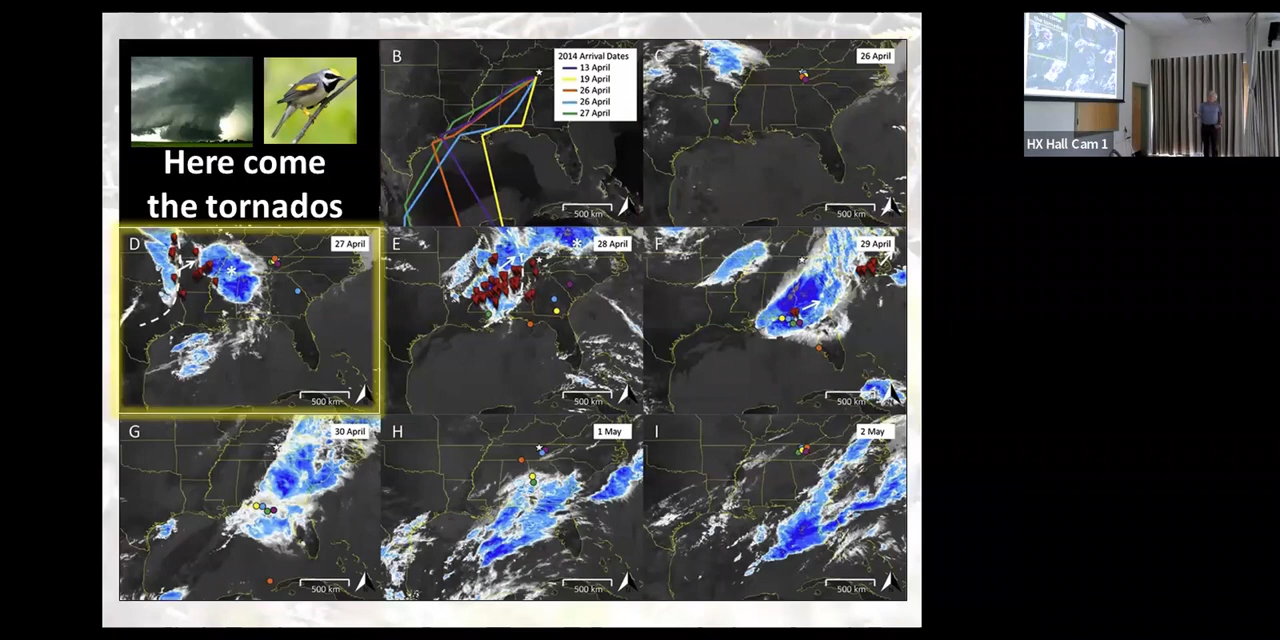 Here come
the tornados
B
2014 Arrival Dates
13 April
19 April
26 April
26 April
27 April
500 km
C
26 April
500 km
D
27 April
500 km
E
28 April
500 km
F
29 April
500 km
G
30 April
500 km
H
1 May
500 km
I
2 May
500 km
the tornados
HX Hall Cam 1